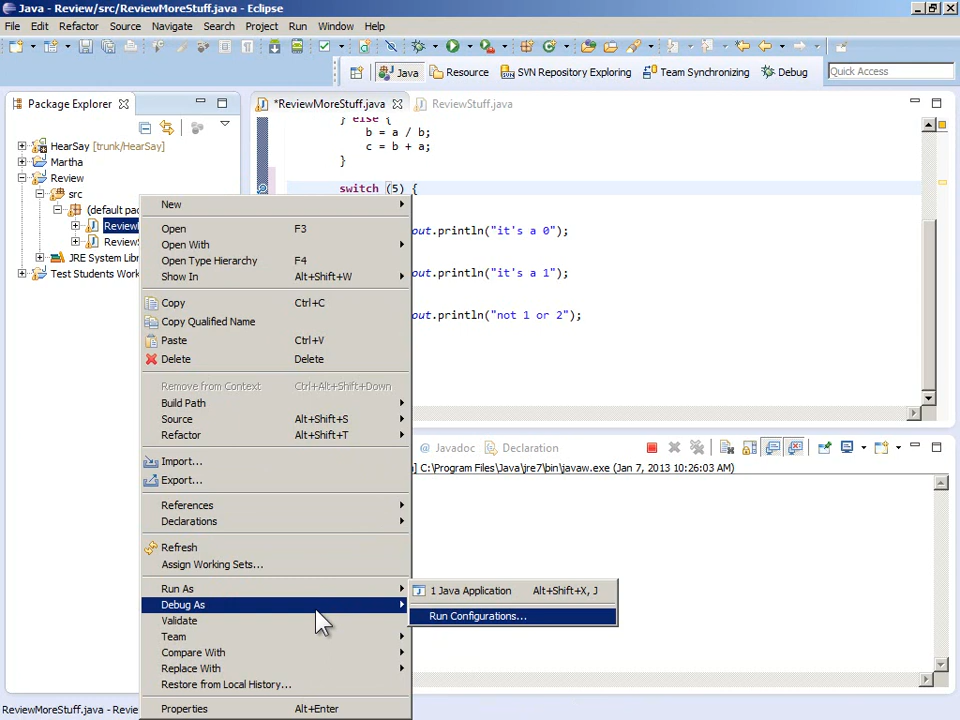 Java - Review/src/ReviewMoreStuff.java - Eclipse
File Edit Refactor Source Navigate Search Project Run Window Help
Java Resource SVN Repository Exploring Team Synchronizing Debug Quick Access
Package Explorer
*ReviewMoreStuff.java ReviewStuff.java
HearSay [trunk/HearSay]
Martha
Review
src
(default pac
Review
Review
JRE System Libr
Test Students Work
} else {
b = a / b;
c = b + a;
}
switch (5) {
out.println("it's a 0");
out.println("it's a 1");
out.println("not 1 or 2");
New
Open F3
Open With
Open Type Hierarchy F4
Show In Alt+Shift+W
Copy Ctrl+C
Copy Qualified Name
Paste Ctrl+V
Delete Delete
Remove from Context Ctrl+Alt+Shift+Down
Build Path
Source Alt+Shift+S
Refactor Alt+Shift+T
Import...
Export...
References
Declarations
Refresh
Assign Working Sets...
Run As
Debug As
Validate
Team
Compare With
Replace With
Restore from Local History...
Properties Alt+Enter
1 Java Application Alt+Shift+X, J
Run Configurations...
@ Javadoc Declaration
] C:\Program Files\Java\jre7\bin\javaw.exe (Jan 7, 2013 10:26:03 AM)
ReviewMoreStuff.java - Revie